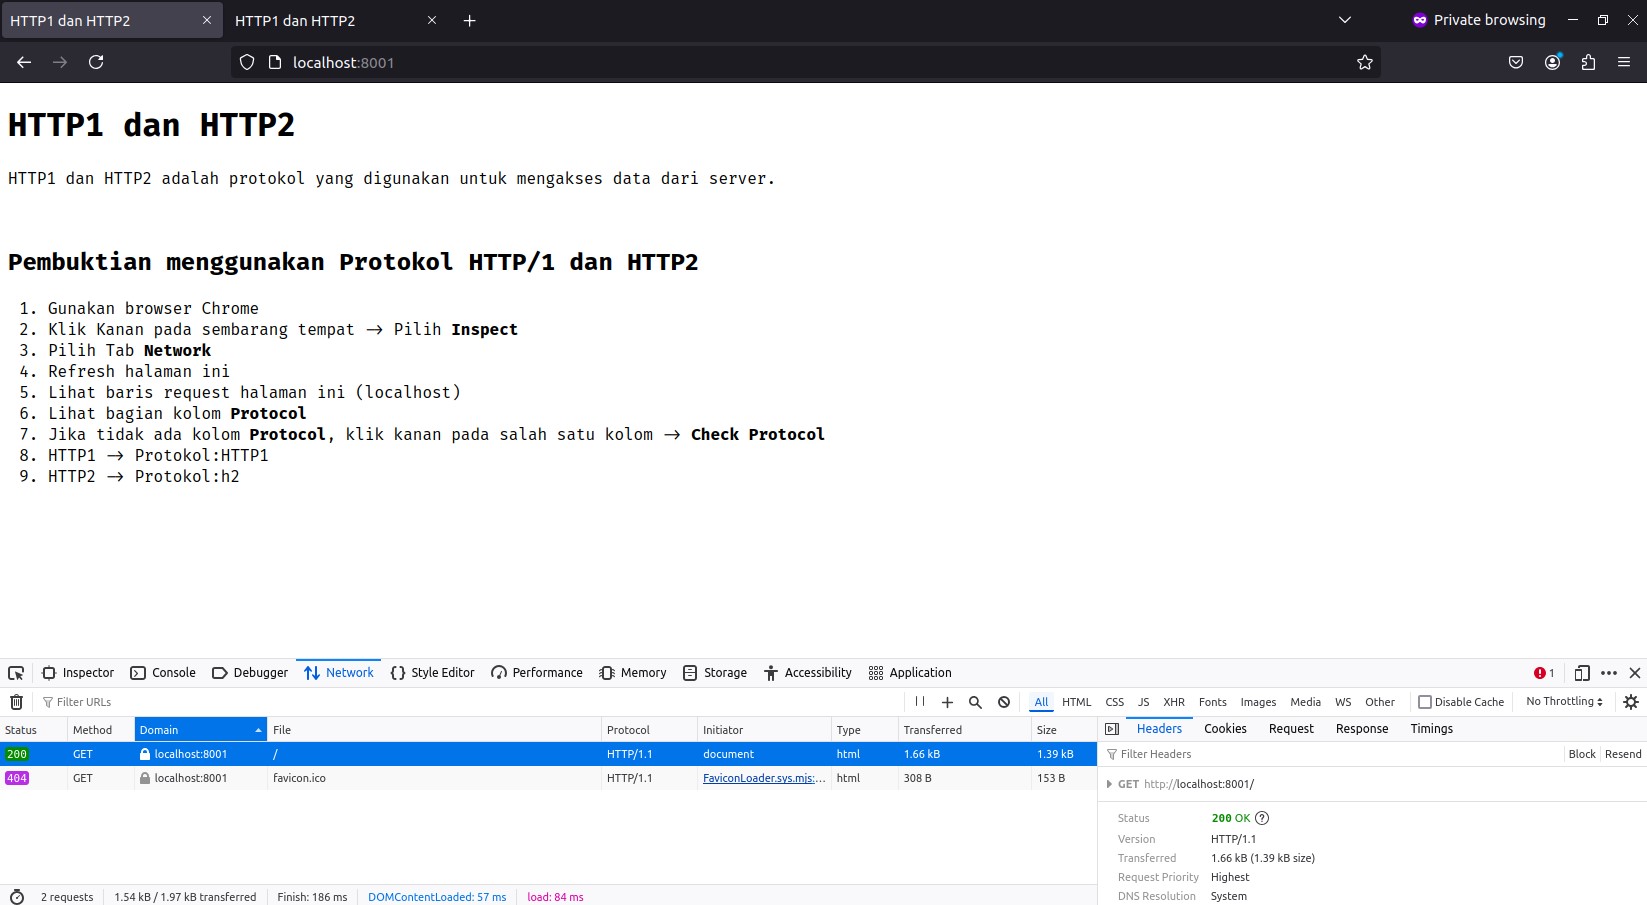 HTTP1 dan HTTP2
HTTP1 dan HTTP2
Private browsing
localhost:8001
HTTP1 dan HTTP2
HTTP1 dan HTTP2 adalah protokol yang digunakan untuk mengakses data dari server.
Pembuktian menggunakan Protokol HTTP/1 dan HTTP2
1. Gunakan browser Chrome
2. Klik Kanan pada sembarang tempat → Pilih Inspect
3. Pilih Tab Network
4. Refresh halaman ini
5. Lihat baris request halaman ini (localhost)
6. Lihat bagian kolom Protocol
7. Jika tidak ada kolom Protocol, klik kanan pada salah satu kolom → Check Protocol
8. HTTP1 → Protokol:HTTP1
9. HTTP2 → Protokol:h2
Inspector Console Debugger Network Style Editor Performance Memory Storage Accessibility Application 1
Filter URLs All HTML CSS JS XHR Fonts Images Media WS Other Disable Cache No Throttling
Status Method Domain File Protocol Initiator Type Transferred Size
200 GET localhost:8001 / HTTP/1.1 document html 1.66 kB 1.39 kB
404 GET localhost:8001 favicon.ico HTTP/1.1 FaviconLoader.sys.mjs:... html 308 B 153 B
Headers Cookies Request Response Timings
Filter Headers Block Resend
GET http://localhost:8001/
Status 200 OK ?
Version HTTP/1.1
Transferred 1.66 kB (1.39 kB size)
Request Priority Highest
DNS Resolution System
2 requests 1.54 kB / 1.97 kB transferred Finish: 186 ms DOMContentLoaded: 57 ms load: 84 ms